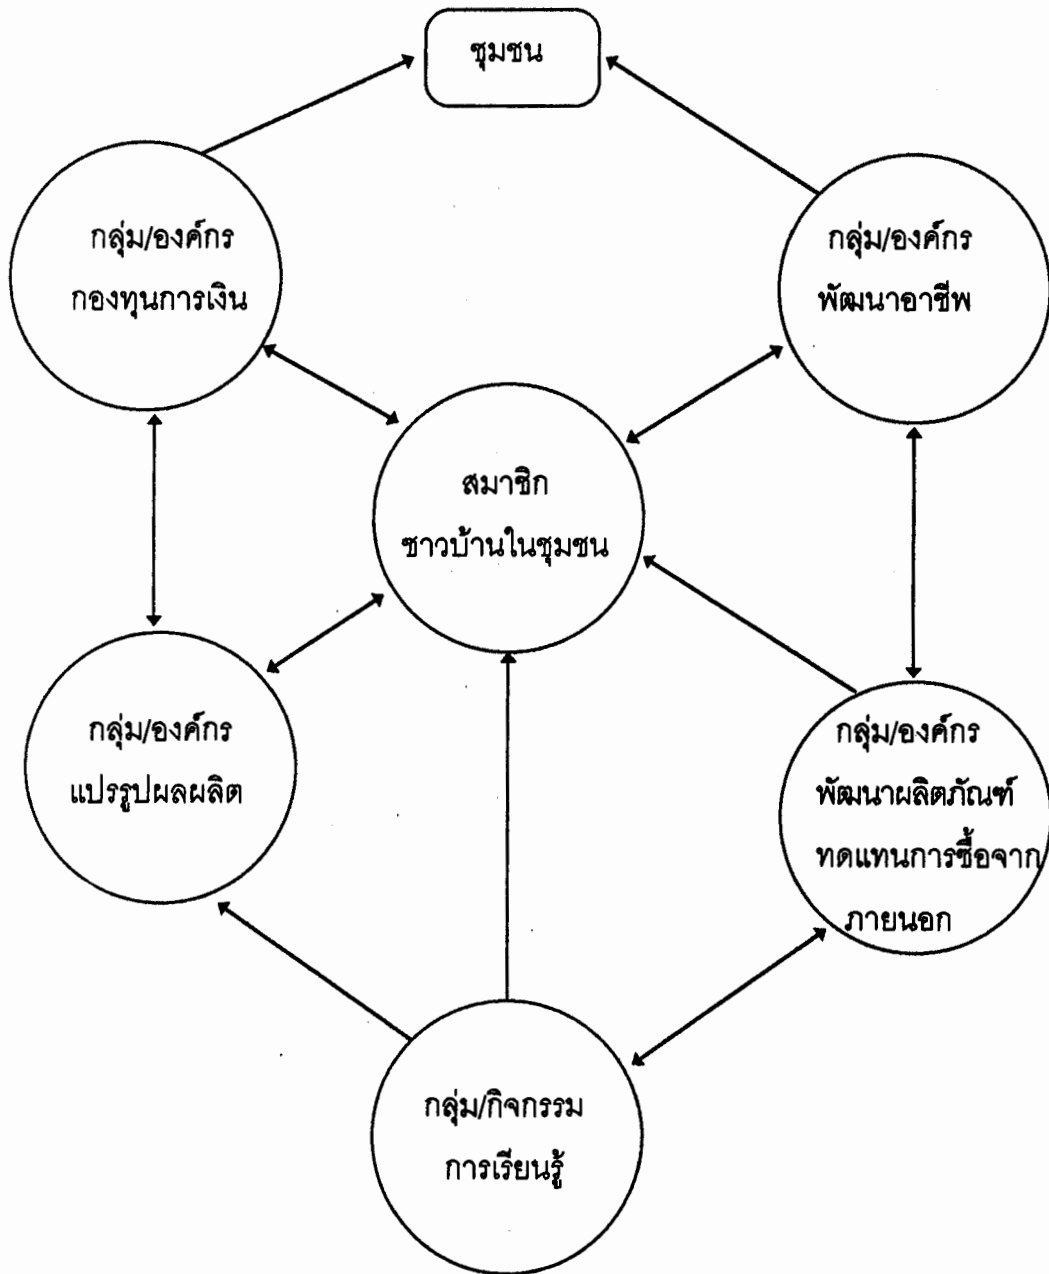 ชุมชน
กลุ่ม/องค์กร
กองทุนการเงิน
กลุ่ม/องค์กร
พัฒนาอาชีพ
สมาชิก
ชาวบ้านในชุมชน
กลุ่ม/องค์กร
แปรรูปผลผลิต
กลุ่ม/องค์กร
พัฒนาผลิตภัณฑ์
ทดแทนการซื้อจาก
ภายนอก
กลุ่ม/กิจกรรม
การเรียนรู้